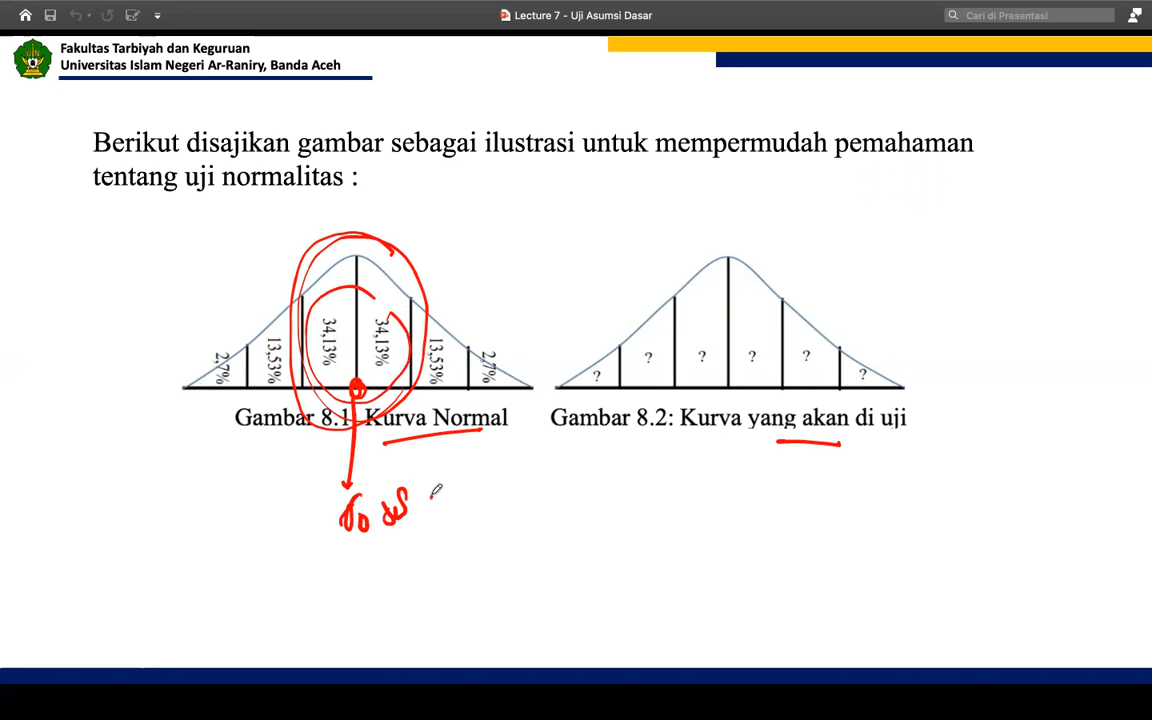 Lecture 7 - Uji Asumsi Dasar
Cari di Presentasi
Fakultas Tarbiyah dan Keguruan
Universitas Islam Negeri Ar-Raniry, Banda Aceh
Berikut disajikan gambar sebagai ilustrasi untuk mempermudah pemahaman
tentang uji normalitas :
2,7% 13,53% 34,13% 34,13% 13,53% 2,7%
? ? ? ? ? ?
Gambar 8.1: Kurva Normal
Gambar 8.2: Kurva yang akan di uji